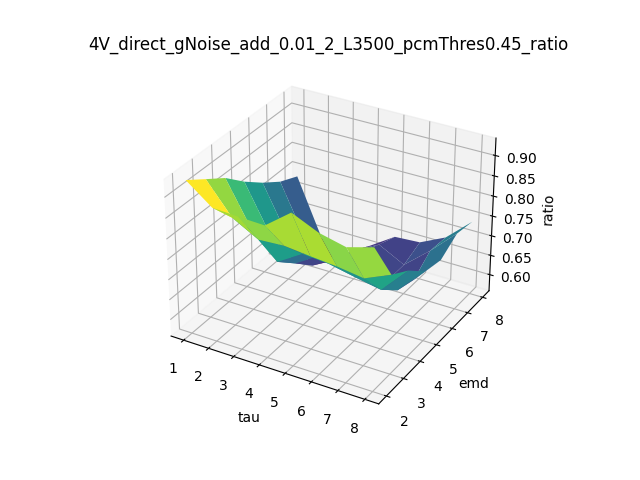 4V_direct_gNoise_add_0.01_2_L3500_pcmThres0.45_ratio
0.90
0.85
0.80
0.75
0.70
0.65
0.60
ratio
1 2 3 4 5 6 7 8
tau
2 3 4 5 6 7 8
emd